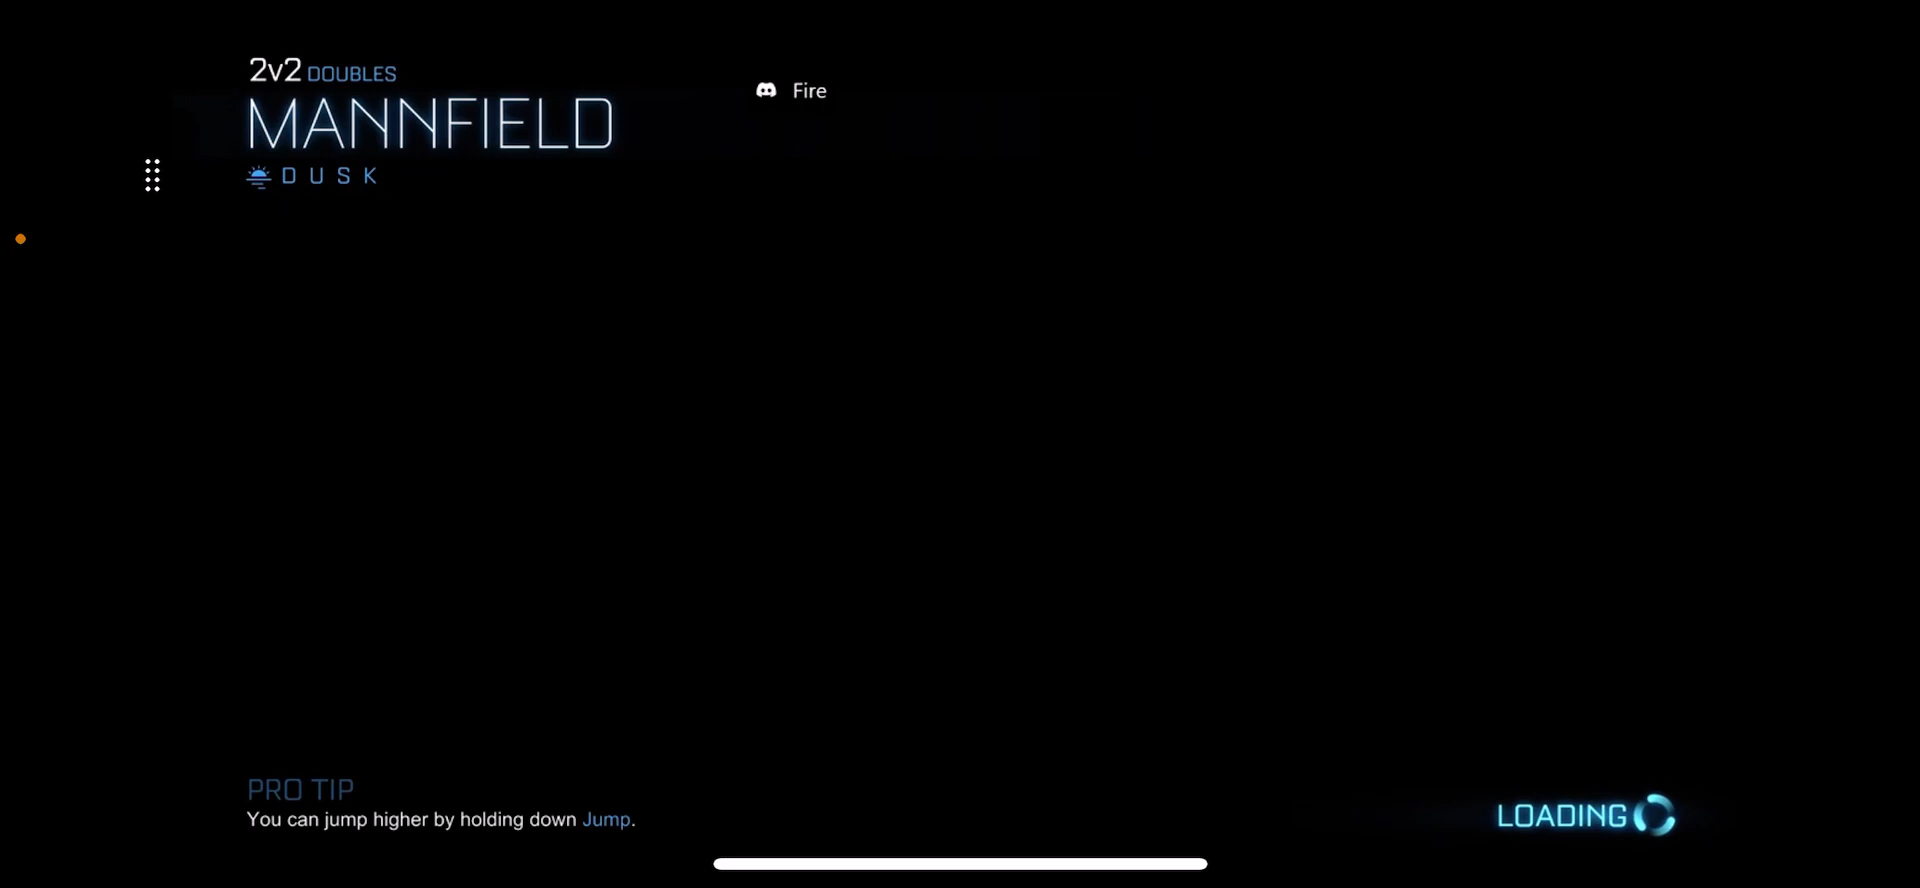 2v2 DOUBLES
MANNFIELD
DUSK
Fire
PRO TIP
You can jump higher by holding down Jump.
LOADING